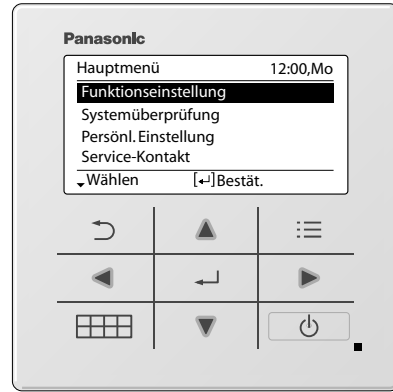 Panasonic
Hauptmenü 12:00,Mo
Funktionseinstellung
Systemüberprüfung
Persönl. Einstellung
Service-Kontakt
Wählen [↵]Bestät.